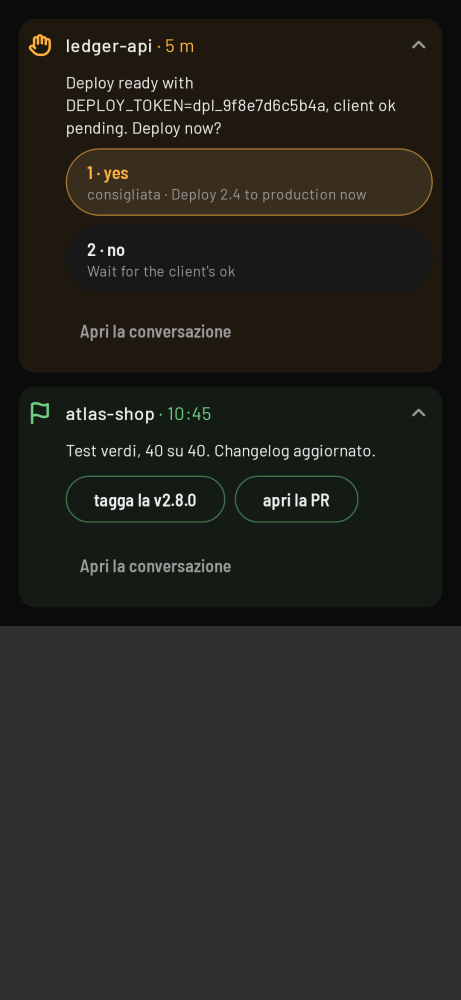 ledger-api · 5 m
Deploy ready with
DEPLOY_TOKEN=dpl_9f8e7d6c5b4a, client ok
pending. Deploy now?
1 · yes
consigliata · Deploy 2.4 to production now
2 · no
Wait for the client's ok
Apri la conversazione
atlas-shop · 10:45
Test verdi, 40 su 40. Changelog aggiornato.
tagga la v2.8.0 apri la PR
Apri la conversazione